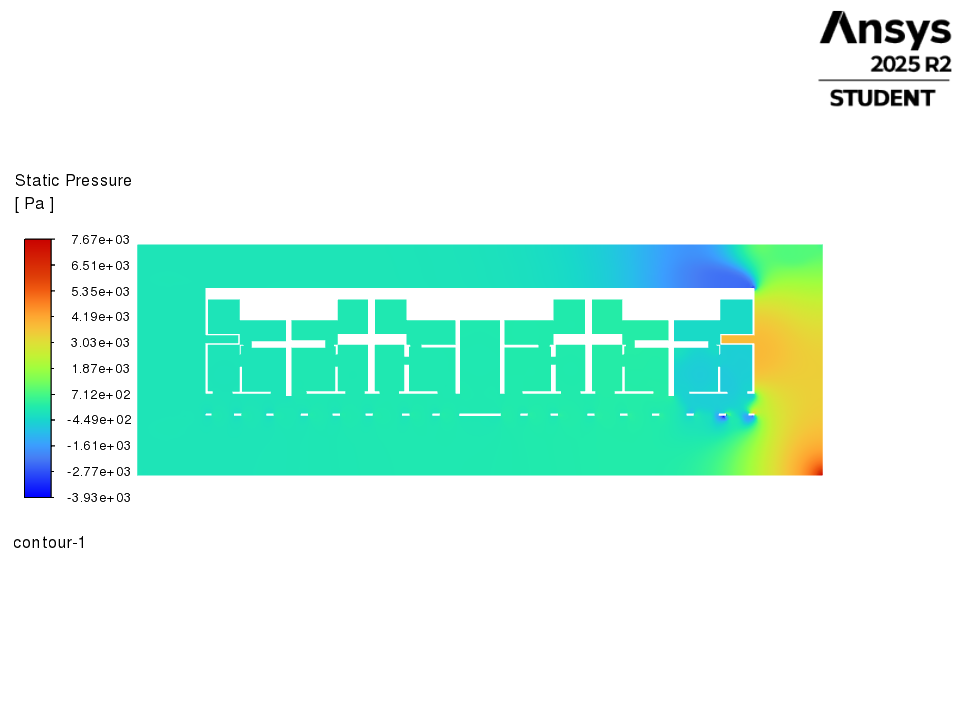 Ansys
2025 R2
STUDENT
Static Pressure
[ Pa ]
7.67e+03
6.51e+03
5.35e+03
4.19e+03
3.03e+03
1.87e+03
7.12e+02
-4.49e+02
-1.61e+03
-2.77e+03
-3.93e+03
contour-1